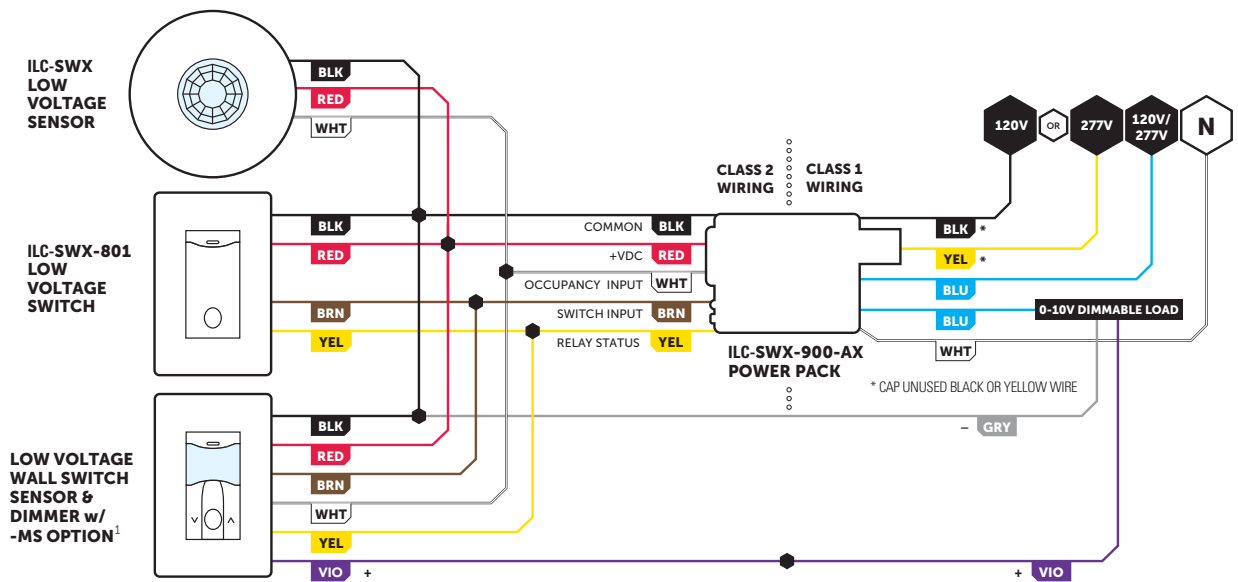 ILC-SWX
LOW
VOLTAGE
SENSOR
BLK
RED
WHT
120V
OR
277V
120V/
277V
N
CLASS 2
WIRING
CLASS 1
WIRING
ILC-SWX-801
LOW
VOLTAGE
SWITCH
BLK
RED
BRN
YEL
COMMON BLK
+VDC RED
OCCUPANCY INPUT WHT
SWITCH INPUT BRN
RELAY STATUS YEL
BLK *
YEL *
BLU
BLU
WHT
0-10V DIMMABLE LOAD
ILC-SWX-900-AX
POWER PACK
* CAP UNUSED BLACK OR YELLOW WIRE
LOW VOLTAGE
WALL SWITCH
SENSOR &
DIMMER w/
-MS OPTION¹
BLK
RED
BRN
WHT
YEL
VIO +
– GRY
+ VIO